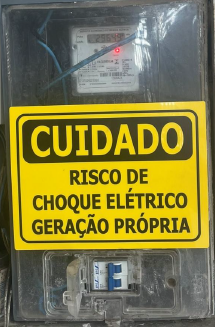 CUIDADO
RISCO DE
CHOQUE ELÉTRICO
GERAÇÃO PRÓPRIA